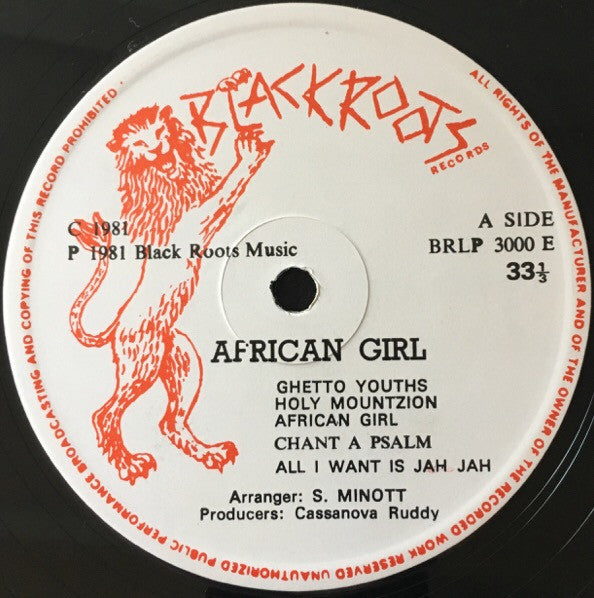 BLACKROOTS
RECORDS
C 1981
P 1981 Black Roots Music
A SIDE
BRLP 3000 E
33⅓
AFRICAN GIRL
GHETTO YOUTHS
HOLY MOUNTZION
AFRICAN GIRL
CHANT A PSALM
ALL I WANT IS JAH JAH
Arranger: S. MINOTT
Producers: Cassanova Ruddy
ALL RIGHTS OF THE MANUFACTURER AND OF THE OWNER OF THE RECORDED WORK RESERVED UNAUTHORIZED PUBLIC PERFORMANCE BROADCASTING AND COPYING OF THIS RECORD PROHIBITED